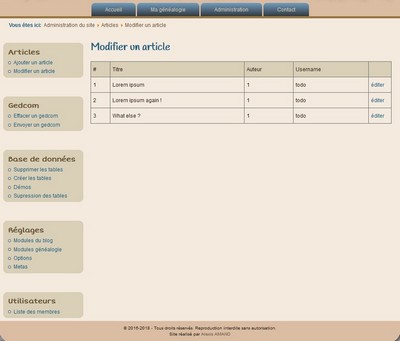 Accueil Ma généalogie Administration Contact
Vous êtes ici: Administration du site Articles Modifier un article
Articles
Ajouter un article
Modifier un article
Gedcom
Effacer un gedcom
Envoyer un gedcom
Base de données
Supprimer les tables
Créer les tables
Démos
Supression des tables
Réglages
Modules du blog
Modules généalogie
Options
Metas
Utilisateurs
Liste des membres
Modifier un article
# Titre Auteur Username
1 Lorem ipsum 1 todo éditer
2 Lorem ipsum again ! 1 todo éditer
3 What else ? 1 todo éditer
© 2015-2016 - Tous droits réservés. Reproduction interdite sans autorisation.
Site réalisé par Alexis AMAND